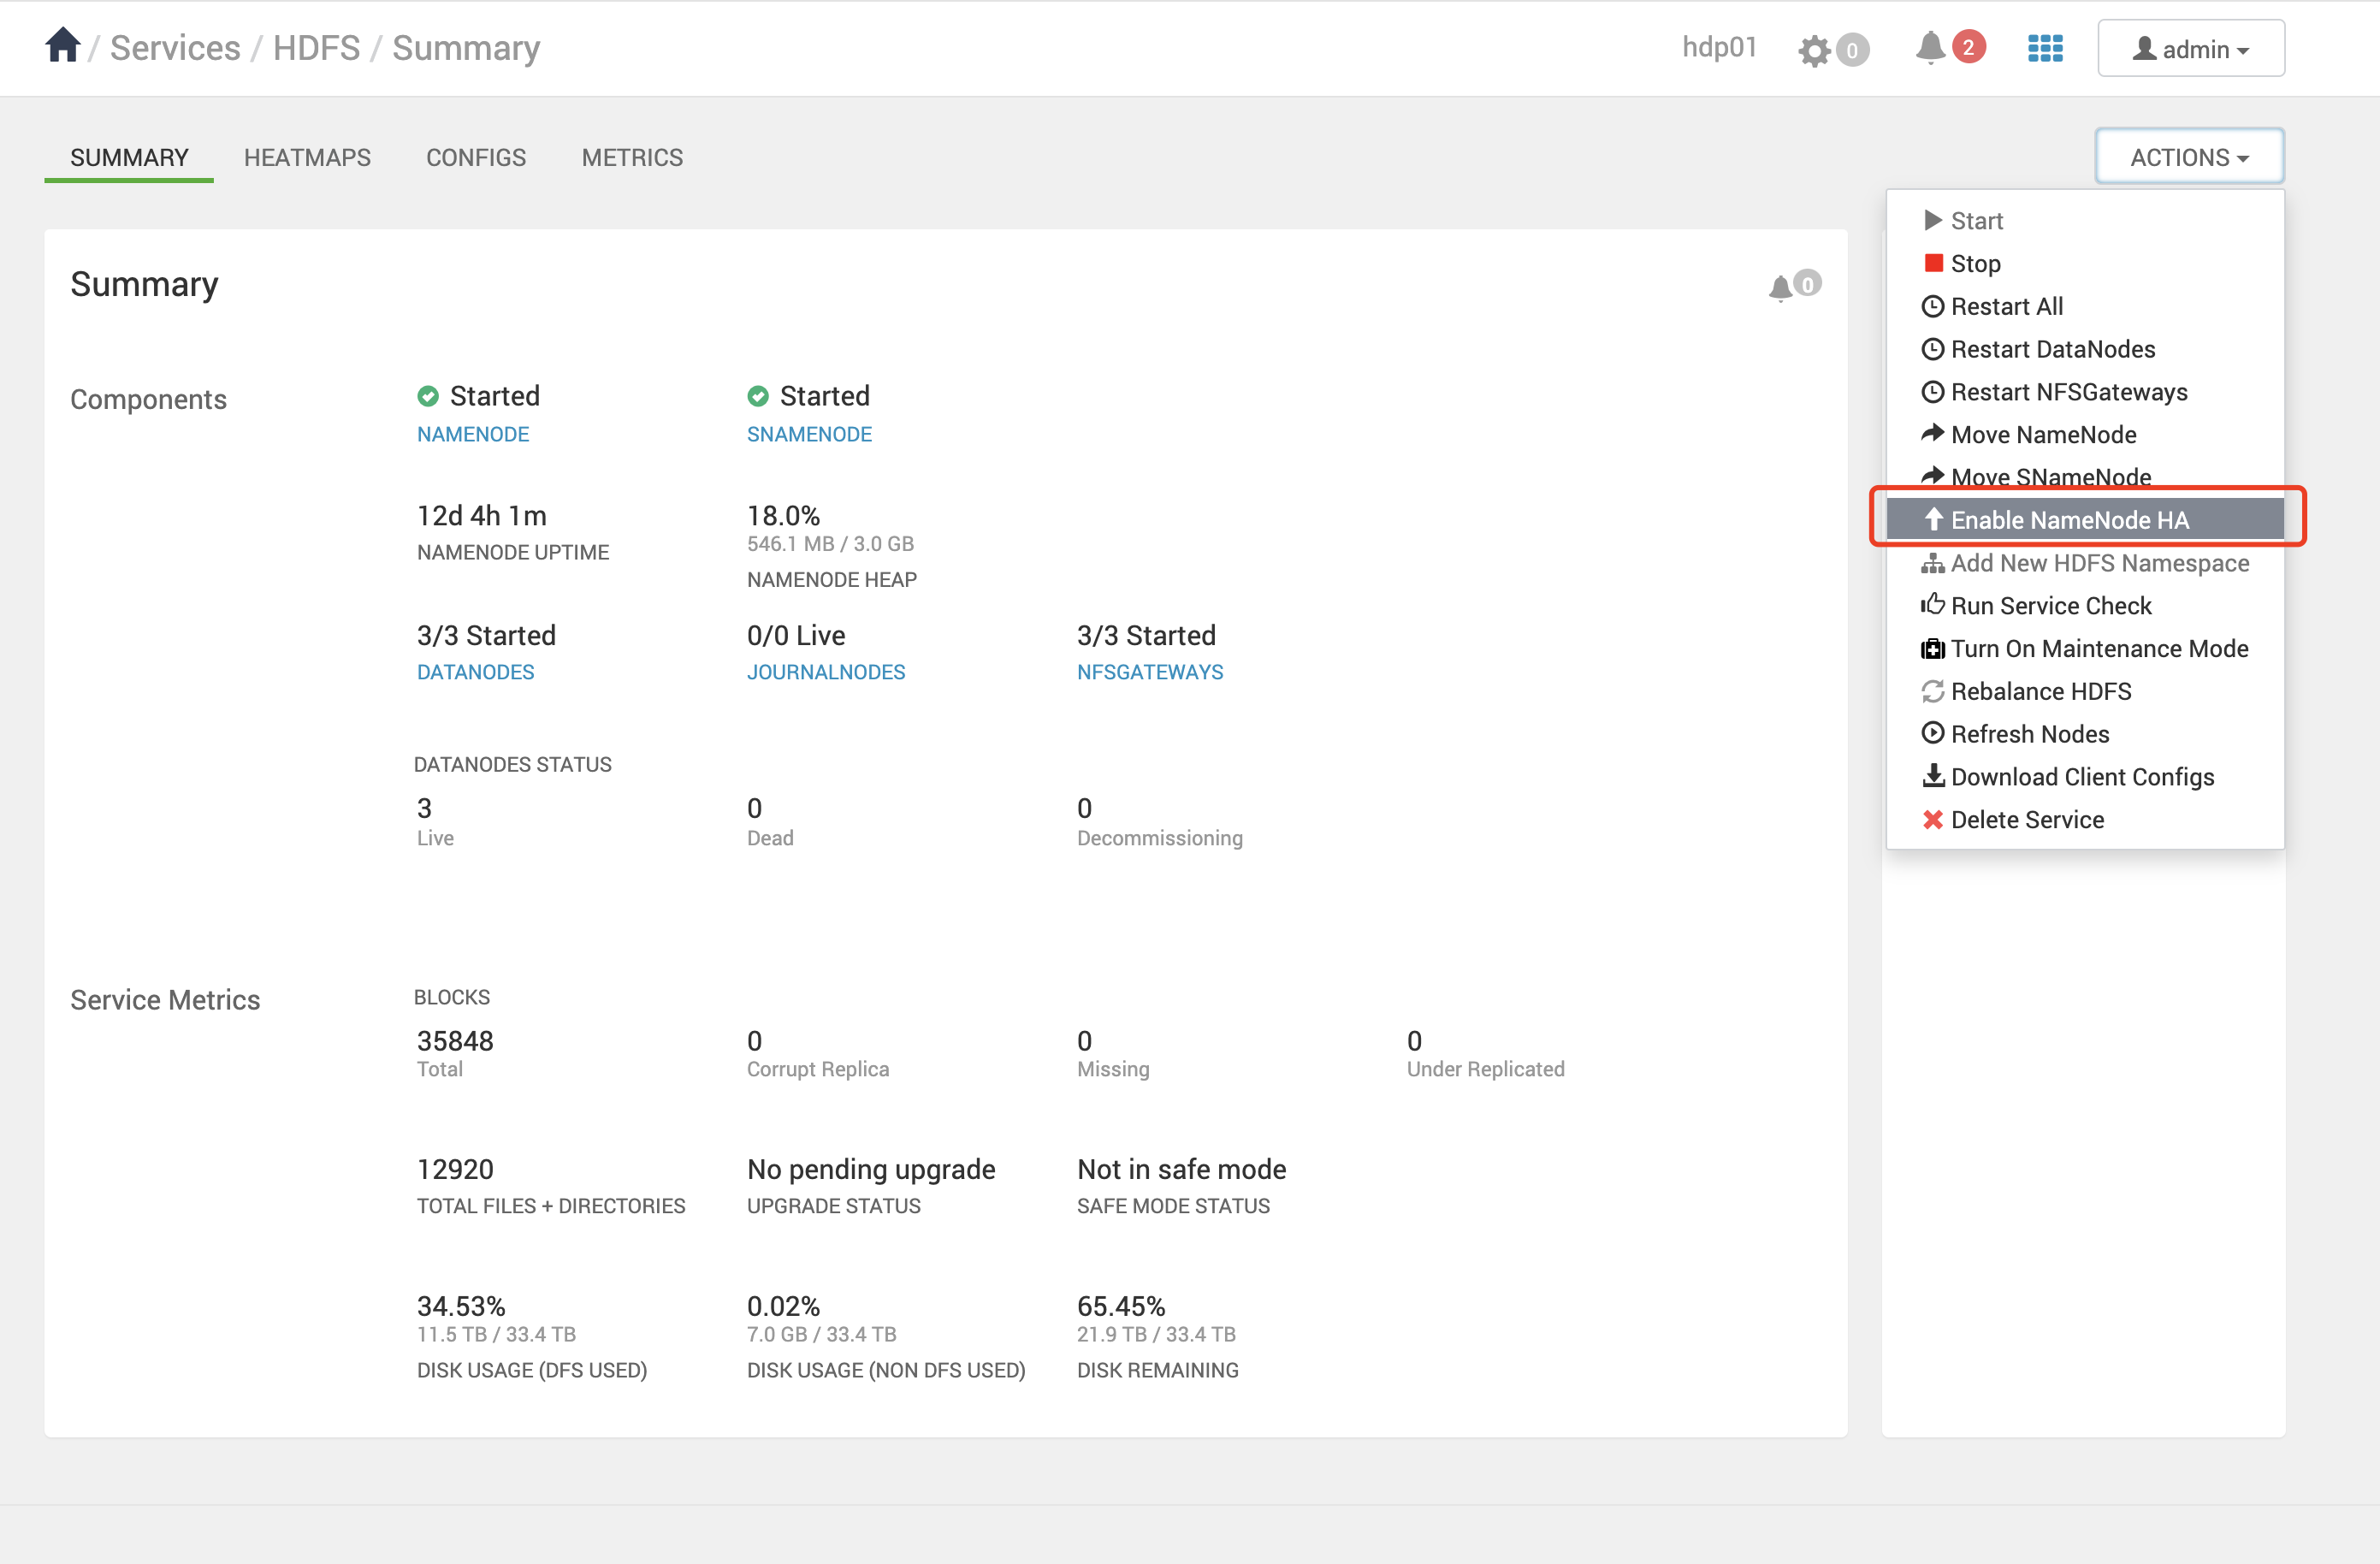 / Services / HDFS / Summary
hdp01 0 2 admin
SUMMARY HEATMAPS CONFIGS METRICS
ACTIONS
Start
Stop
Restart All
Restart DataNodes
Restart NFSGateways
Move NameNode
Move SNameNode
Enable NameNode HA
Add New HDFS Namespace
Run Service Check
Turn On Maintenance Mode
Rebalance HDFS
Refresh Nodes
Download Client Configs
Delete Service
Summary
0
Components
Started Started
NAMENODE SNAMENODE
12d 4h 1m 18.0%
546.1 MB / 3.0 GB
NAMENODE UPTIME
NAMENODE HEAP
3/3 Started 0/0 Live 3/3 Started
DATANODES JOURNALNODES NFSGATEWAYS
DATANODES STATUS
3 0 0
Live Dead Decommissioning
Service Metrics
BLOCKS
35848 0 0 0
Total Corrupt Replica Missing Under Replicated
12920 No pending upgrade Not in safe mode
TOTAL FILES + DIRECTORIES UPGRADE STATUS SAFE MODE STATUS
34.53% 0.02% 65.45%
11.5 TB / 33.4 TB 7.0 GB / 33.4 TB 21.9 TB / 33.4 TB
DISK USAGE (DFS USED) DISK USAGE (NON DFS USED) DISK REMAINING